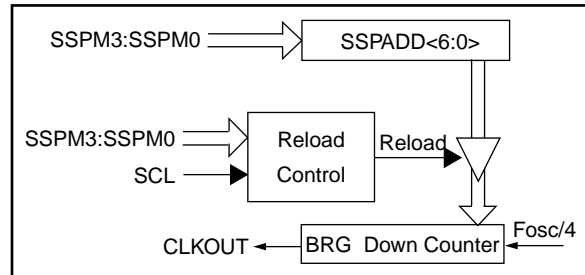 SSPM3:SSPM0
SSPADD<6:0>
SSPM3:SSPM0
SCL
Reload
Control
Reload
CLKOUT
BRG Down Counter
Fosc/4